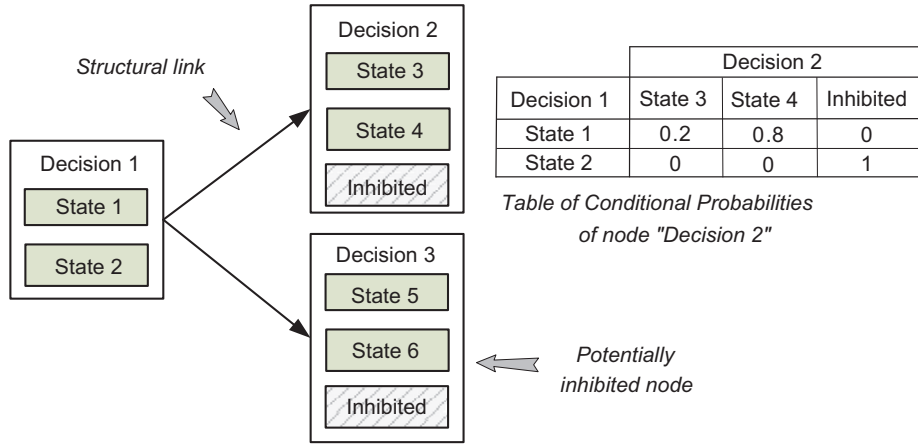 Structural link
Decision 1
State 1
State 2
Decision 2
State 3
State 4
Inhibited
Decision 3
State 5
State 6
Inhibited
Decision 2
Decision 1 State 3 State 4 Inhibited
State 1 0.2 0.8 0
State 2 0 0 1
Table of Conditional Probabilities
of node "Decision 2"
Potentially
inhibited node